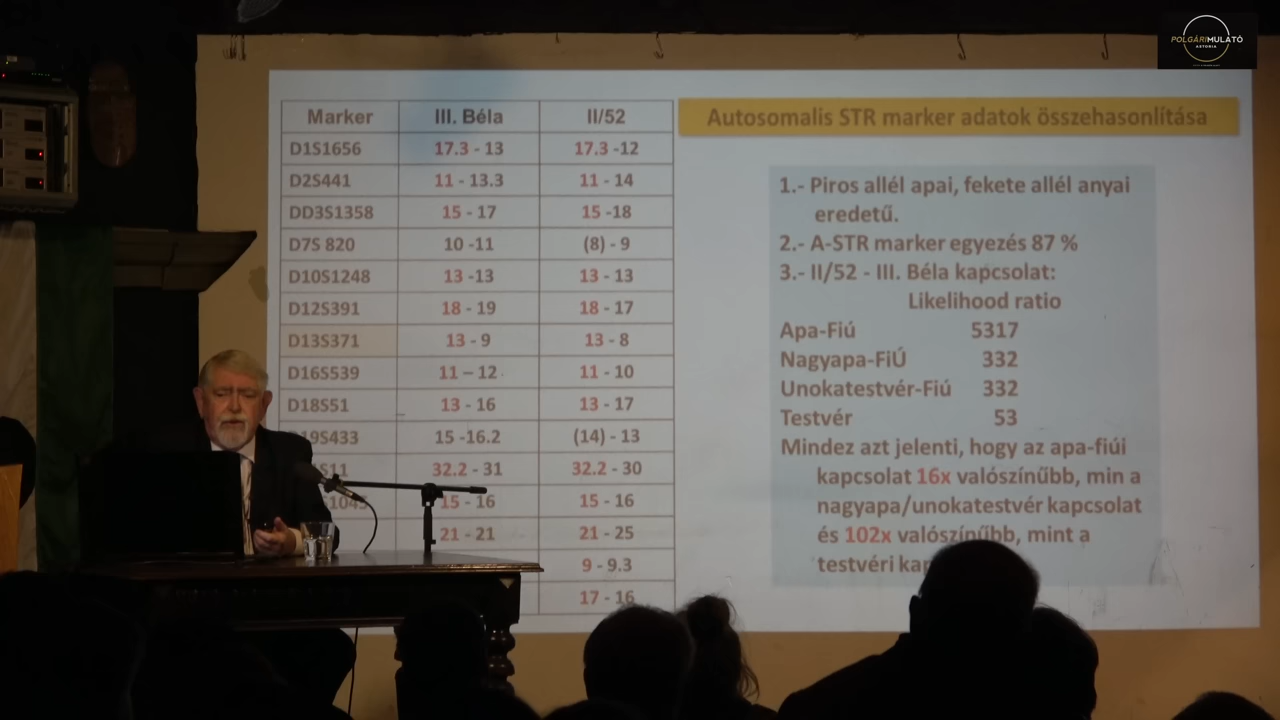 POLGÁRIMULATÓ
ASTORIA
Marker III. Béla II/52
D1S1656 17.3 - 13 17.3 -12
D2S441 11 - 13.3 11 - 14
DD3S1358 15 - 17 15 -18
D7S 820 10 -11 (8) - 9
D10S1248 13 -13 13 - 13
D12S391 18 - 19 18 - 17
D13S371 13 - 9 13 - 8
D16S539 11 – 12 11 - 10
D18S51 13 - 16 13 - 17
19S433 15 -16.2 (14) - 13
S11 32.2 - 31 32.2 - 30
1045 15 - 16 15 - 16
21 - 21 21 - 25
9 - 9.3
17 - 16
Autosomalis STR marker adatok összehasonlítása
1.- Piros allél apai, fekete allél anyai
eredetű.
2.- A-STR marker egyezés 87 %
3.- II/52 - III. Béla kapcsolat:
Likelihood ratio
Apa-Fiú 5317
Nagyapa-FiÚ 332
Unokatestvér-Fiú 332
Testvér 53
Mindez azt jelenti, hogy az apa-fiúi
kapcsolat 16x valószínűbb, min a
nagyapa/unokatestvér kapcsolat
és 102x valószínűbb, mint a
testvéri kap